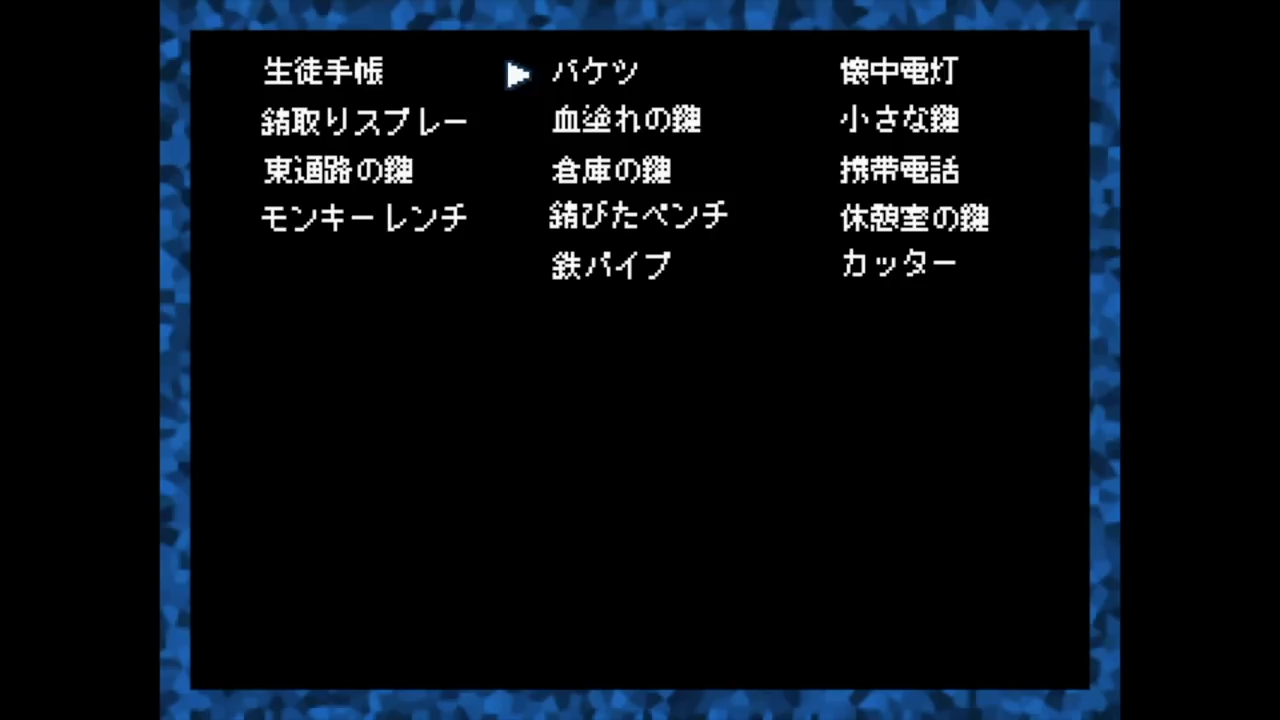 生徒手帳 バケツ 懐中電灯
錆取りスプレー 血塗れの鍵 小さな鍵
東通路の鍵 倉庫の鍵 携帯電話
モンキーレンチ 錆びたペンチ 休憩室の鍵
鉄パイプ カッター